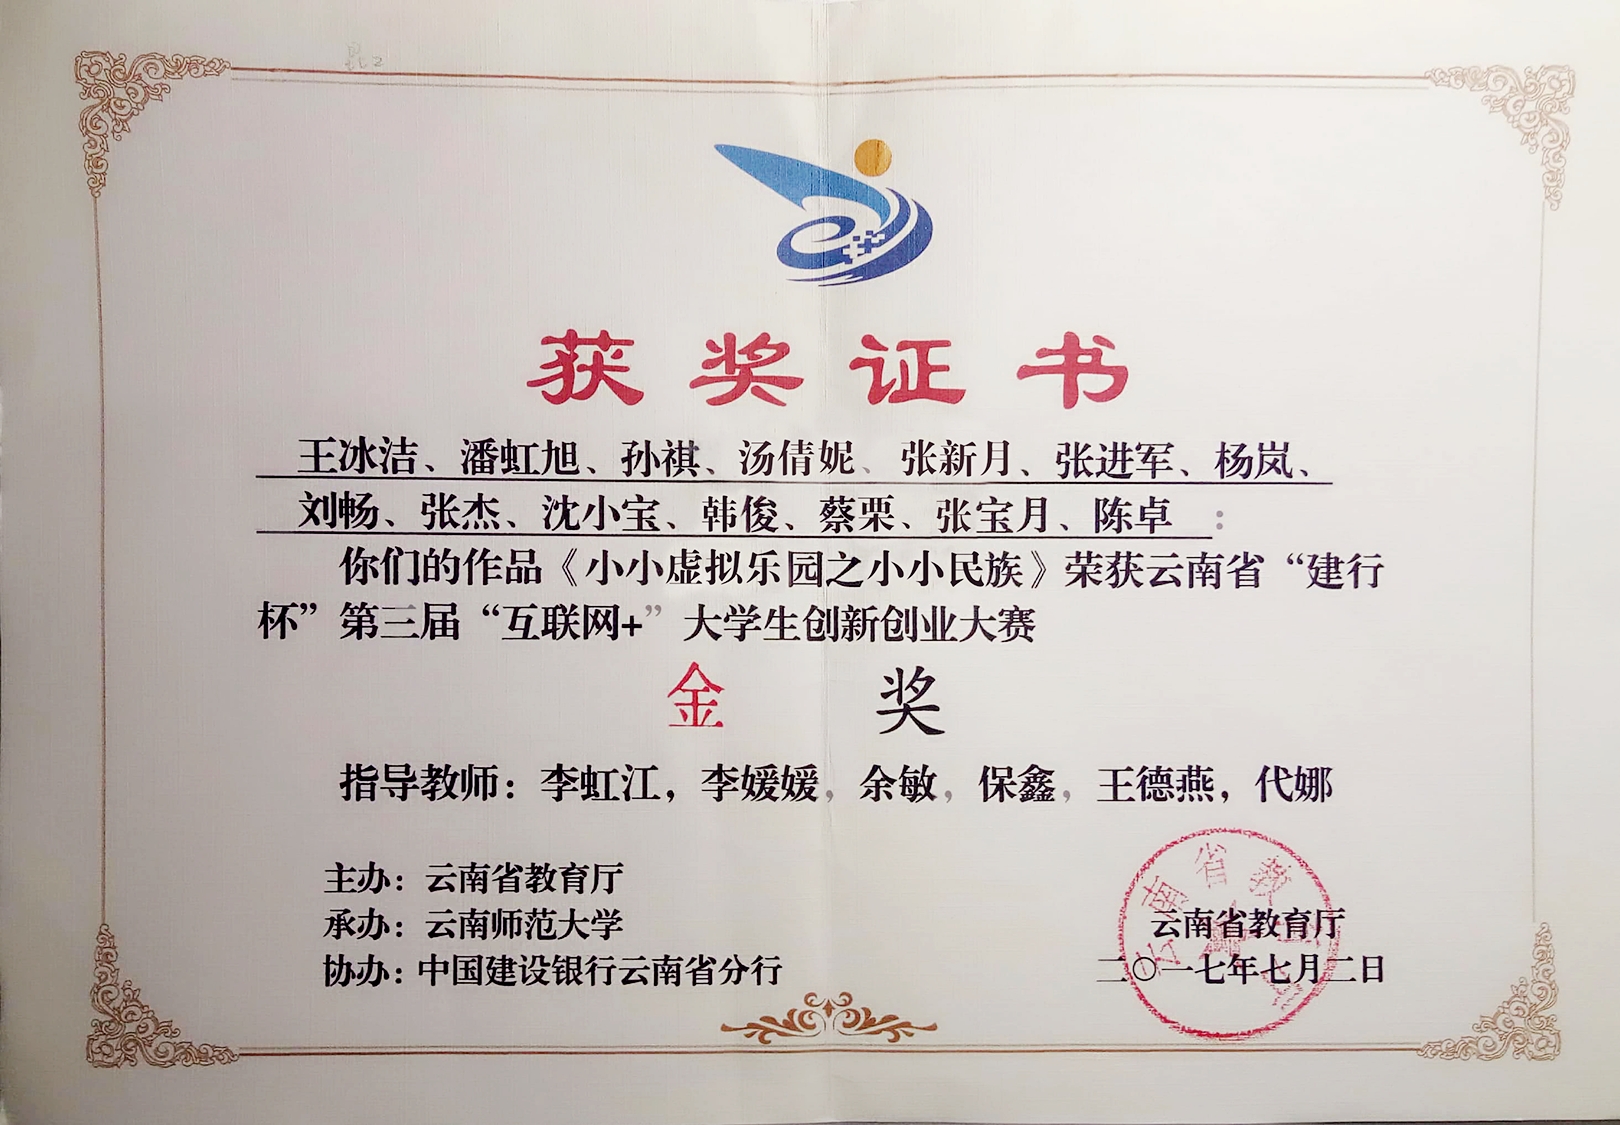 获奖证书
王冰洁、潘虹旭、孙祺、汤倩妮、张新月、张进军、杨岚、
刘畅、张杰、沈小宝、韩俊、蔡栗、张宝月、陈卓：
你们的作品《小小虚拟乐园之小小民族》荣获云南省“建行
杯”第三届“互联网+”大学生创新创业大赛
金 奖
指导教师：李虹江，李媛媛，余敏，保鑫，王德燕，代娜
主办：云南省教育厅
承办：云南师范大学
协办：中国建设银行云南省分行
云南省教育厅
二〇一七年七月二日